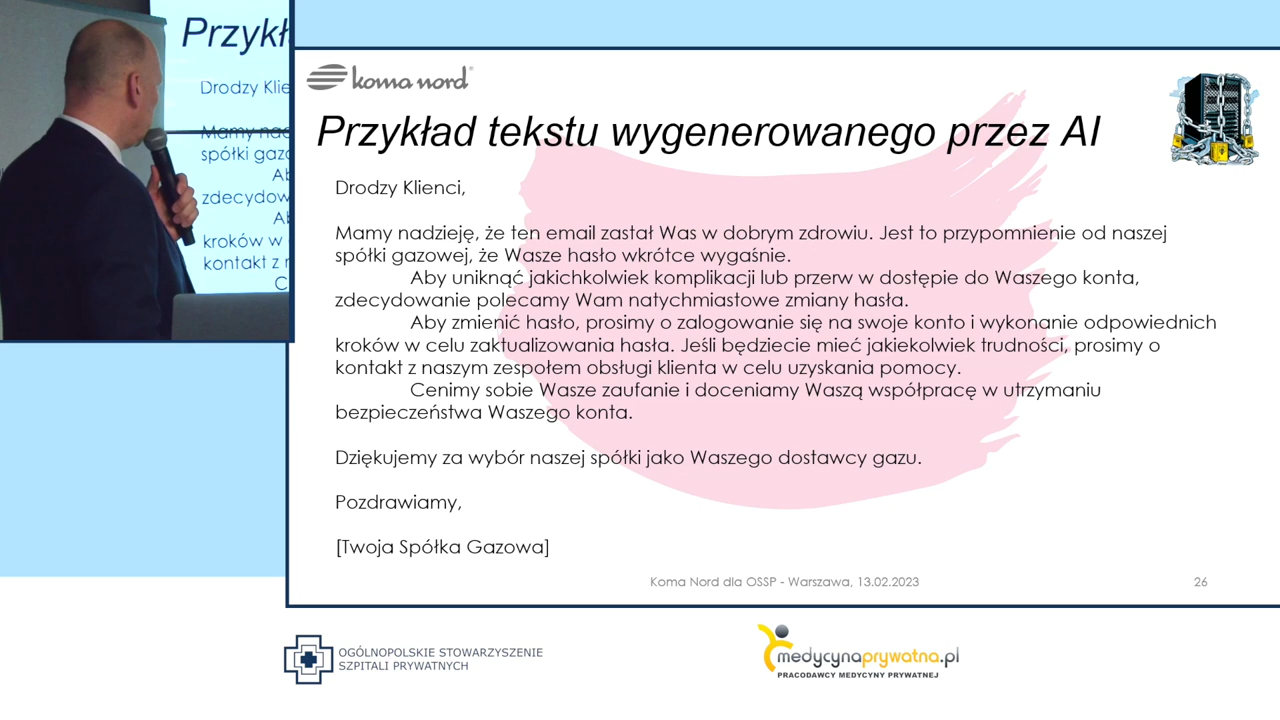 Przykł
Drodzy Klie
Mamy nad
spółki gazo
Ab
zdecydow
Ab
kroków w
kontakt z n
C
koma nord
Przykład tekstu wygenerowanego przez AI
Drodzy Klienci,
Mamy nadzieję, że ten email zastał Was w dobrym zdrowiu. Jest to przypomnienie od naszej
spółki gazowej, że Wasze hasło wkrótce wygaśnie.
Aby uniknąć jakichkolwiek komplikacji lub przerw w dostępie do Waszego konta,
zdecydowanie polecamy Wam natychmiastowe zmiany hasła.
Aby zmienić hasło, prosimy o zalogowanie się na swoje konto i wykonanie odpowiednich
kroków w celu zaktualizowania hasła. Jeśli będziecie mieć jakiekolwiek trudności, prosimy o
kontakt z naszym zespołem obsługi klienta w celu uzyskania pomocy.
Cenimy sobie Wasze zaufanie i doceniamy Waszą współpracę w utrzymaniu
bezpieczeństwa Waszego konta.
Dziękujemy za wybór naszej spółki jako Waszego dostawcy gazu.
Pozdrawiamy,
[Twoja Spółka Gazowa]
Koma Nord dla OSSP - Warszawa, 13.02.2023
26
OGÓLNOPOLSKIE STOWARZYSZENIE
SZPITALI PRYWATNYCH
medycynaprywatna.pl
PRACODAWCY MEDYCYNY PRYWATNEJ